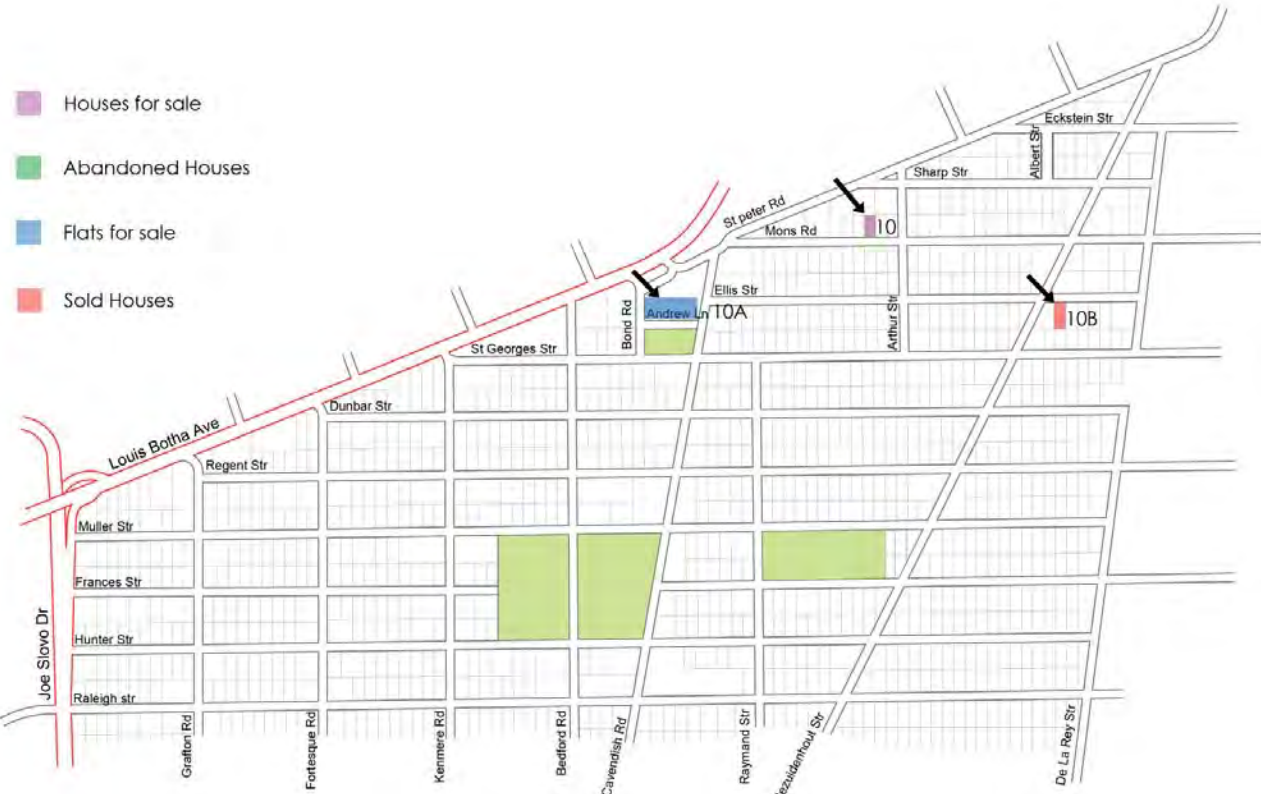 Houses for sale
Abandoned Houses
Flats for sale
Sold Houses
Eckstein Str
Albert Str
Sharp Str
St peter Rd
Mons Rd
10
Ellis Str
Andrew Ln 10A
Bond Rd
Arthur Str
10B
St Georges Str
Dunbar Str
Louis Botha Ave
Regent Str
Muller Str
Frances Str
Hunter Str
Joe Slovo Dr
Raleigh str
Grafton Rd
Fortesque Rd
Kenmere Rd
Bedford Rd
Cavendish Rd
Raymand Str
ezuidenhout Str
De La Rey Str